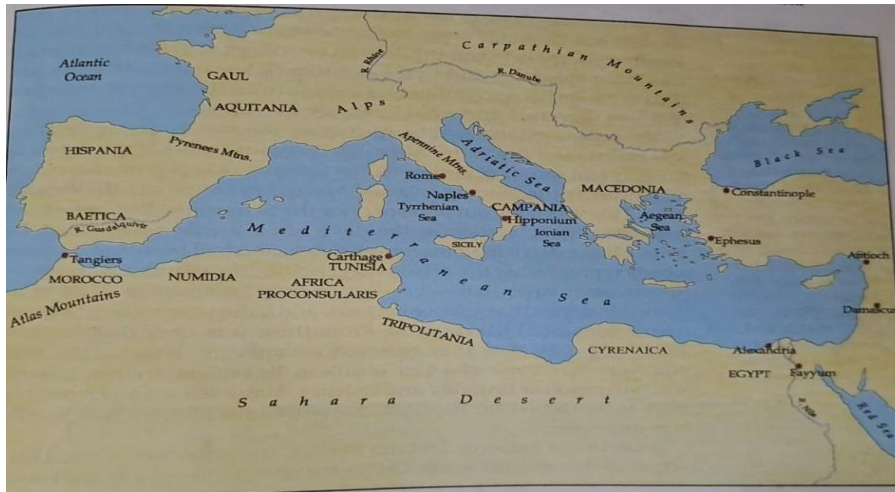 Carpathian Mountains
Atlantic
Ocean
R. Rhine
R. Danube
GAUL
AQUITANIA
Alps
HISPANIA
Pyrenees Mtns.
Apennine Mtns.
Adriatic Sea
Black Sea
Rome
Naples
Tyrrhenian
Sea
CAMPANIA
Hipponium
Ionian
Sea
MACEDONIA
Constantinople
Aegean
Sea
Ephesus
BAETICA
R. Guadalquivir
Mediterranean Sea
SICILY
Tangiers
MOROCCO
Atlas Mountains
NUMIDIA
Carthage
TUNISIA
AFRICA
PROCONSULARIS
TRIPOLITANIA
CYRENAICA
Antioch
Damascu
Alexandria
EGYPT
Fayyum
R. Nile
Red Sea
Sahara Desert